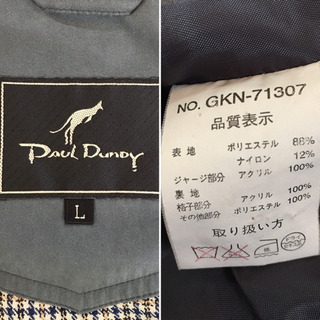 Paul Dundy
L
NO. GKN-71307
品質表示
表地 ポリエステル 88%
ナイロン 12%
ジャージ部分 アクリル 100%
裏地
格子部分 アクリル 100%
その他部分 ポリエステル 100%
取り扱い方